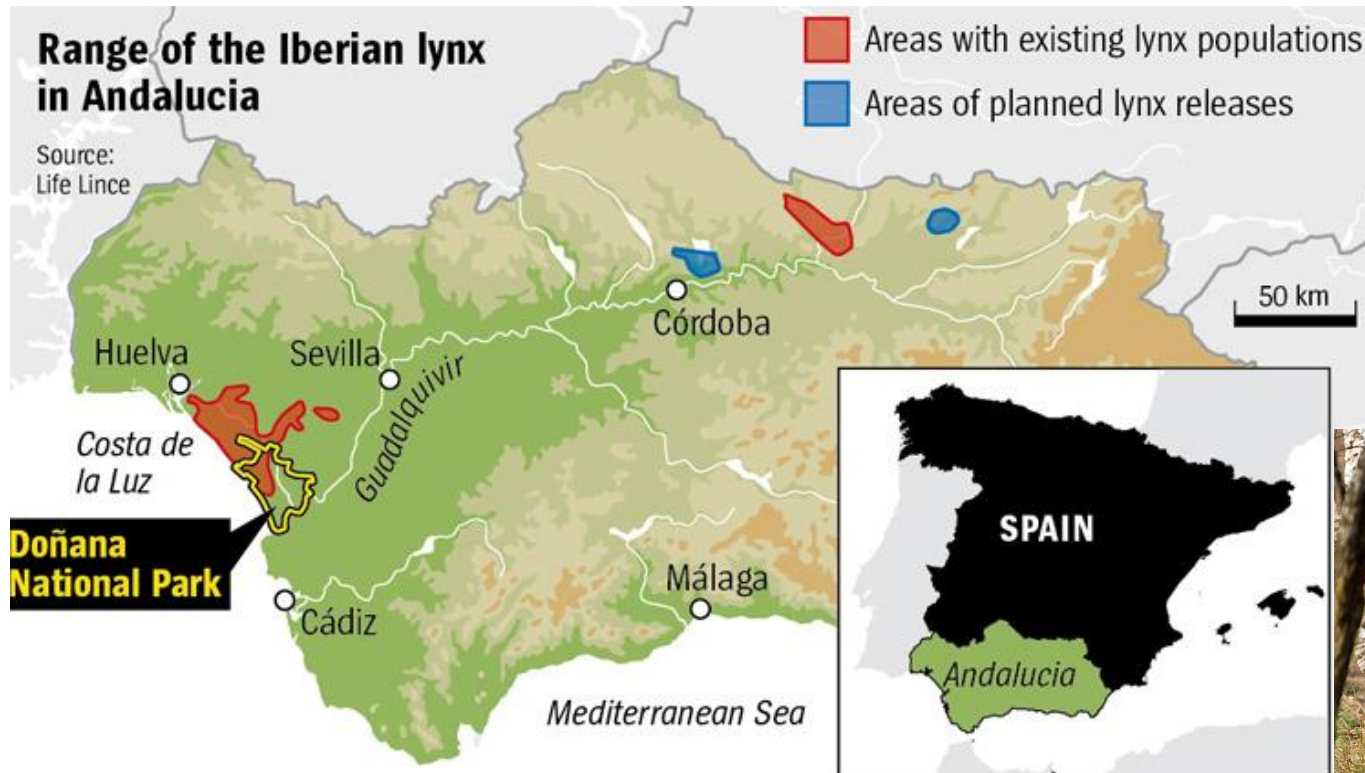 Range of the Iberian lynx
in Andalucia
Source:
Life Lince
Areas with existing lynx populations
Areas of planned lynx releases
50 km
Córdoba
Huelva
Sevilla
Guadalquivir
Costa de
la Luz
Doñana
National Park
Cádiz
Málaga
Mediterranean Sea
SPAIN
Andalucia